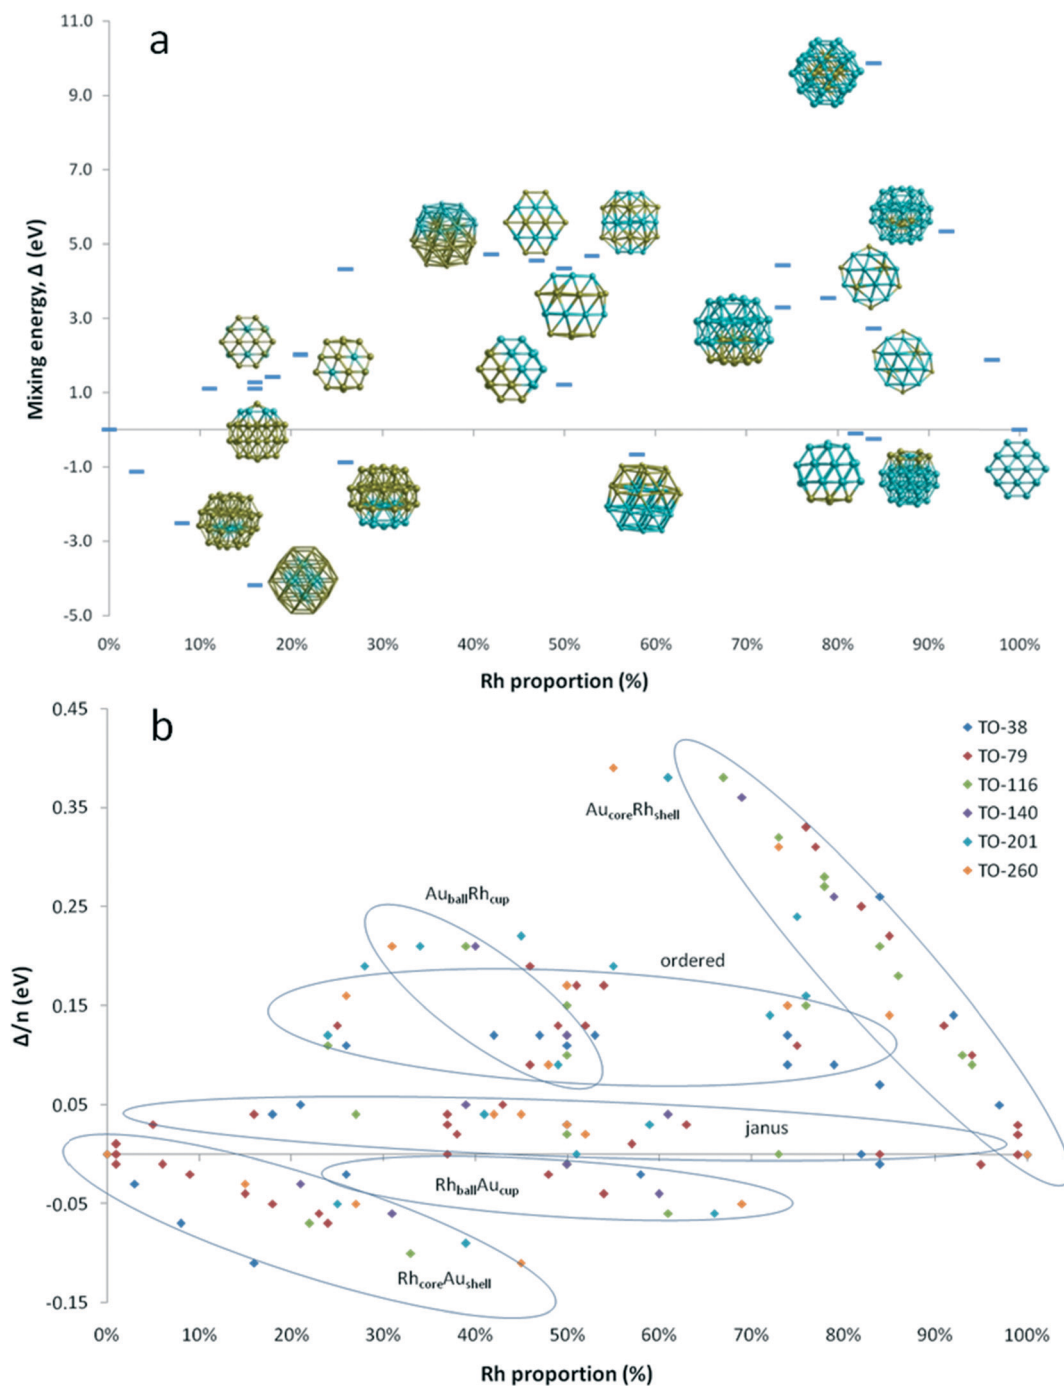 a
11.0
9.0
7.0
5.0
3.0
1.0
-1.0
-3.0
-5.0
Mixing energy, Δ (eV)
0% 10% 20% 30% 40% 50% 60% 70% 80% 90% 100%
Rh proportion (%)
b
0.45
0.35
0.25
0.15
0.05
-0.05
-0.15
Δ/n (eV)
TO-38
TO-79
TO-116
TO-140
TO-201
TO-260
AucoreRhshell
AuballRhcup
ordered
janus
RhballAucup
RhcoreAushell
0% 10% 20% 30% 40% 50% 60% 70% 80% 90% 100%
Rh proportion (%)